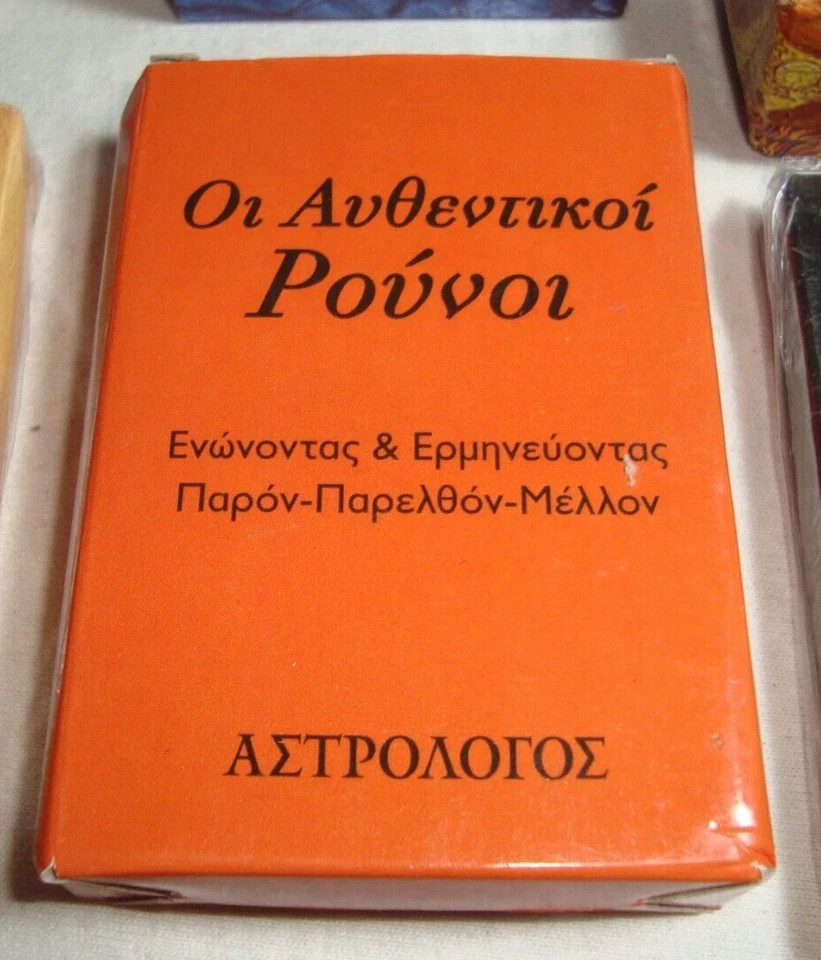 Οι Αυθεντικοί
Ρούνοι
Ενώνοντας & Ερμηνεύοντας
Παρόν-Παρελθόν-Μέλλον
ΑΣΤΡΟΛΟΓΟΣ